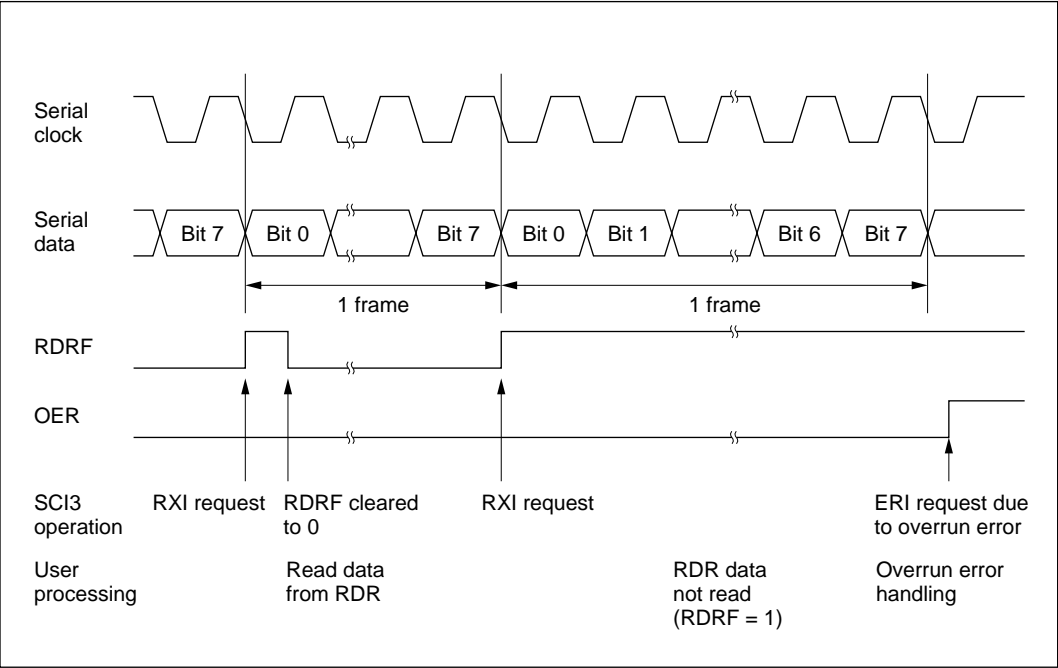 Serial
clock
Serial
data
Bit 7
Bit 0
Bit 7
Bit 0
Bit 1
Bit 6
Bit 7
1 frame
1 frame
RDRF
OER
SCI3
operation
RXI request
RDRF cleared
to 0
RXI request
ERI request due
to overrun error
User
processing
Read data
from RDR
RDR data
not read
(RDRF = 1)
Overrun error
handling